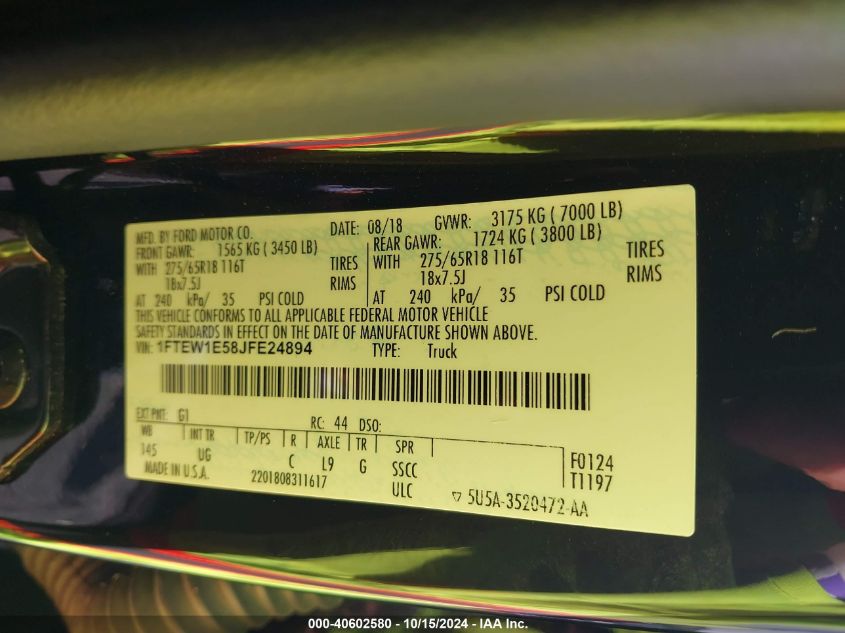 MFD. BY FORD MOTOR CO. DATE: 08/18 GVWR: 3175 KG ( 7000 LB)
FRONT GAWR: 1565 KG ( 3450 LB) REAR GAWR: 1724 KG ( 3800 LB)
WITH 275/65R18 116T TIRES WITH 275/65R18 116T TIRES
18x7.5J RIMS 18x7.5J RIMS
AT 240 kPa/ 35 PSI COLD AT 240 kPa/ 35 PSI COLD
THIS VEHICLE CONFORMS TO ALL APPLICABLE FEDERAL MOTOR VEHICLE
SAFETY STANDARDS IN EFFECT ON THE DATE OF MANUFACTURE SHOWN ABOVE.
VIN: 1FTEW1E58JFE24894 TYPE: Truck
EXT PNT: G1 RC: 44 DSO:
WB INT TR TP/PS R AXLE TR SPR
145 UG C L9 G SSCC F0124
MADE IN U.S.A. 2201808311617 ULC T1197
5U5A-3520472-AA
000-40602580 - 10/15/2024 - IAA Inc.